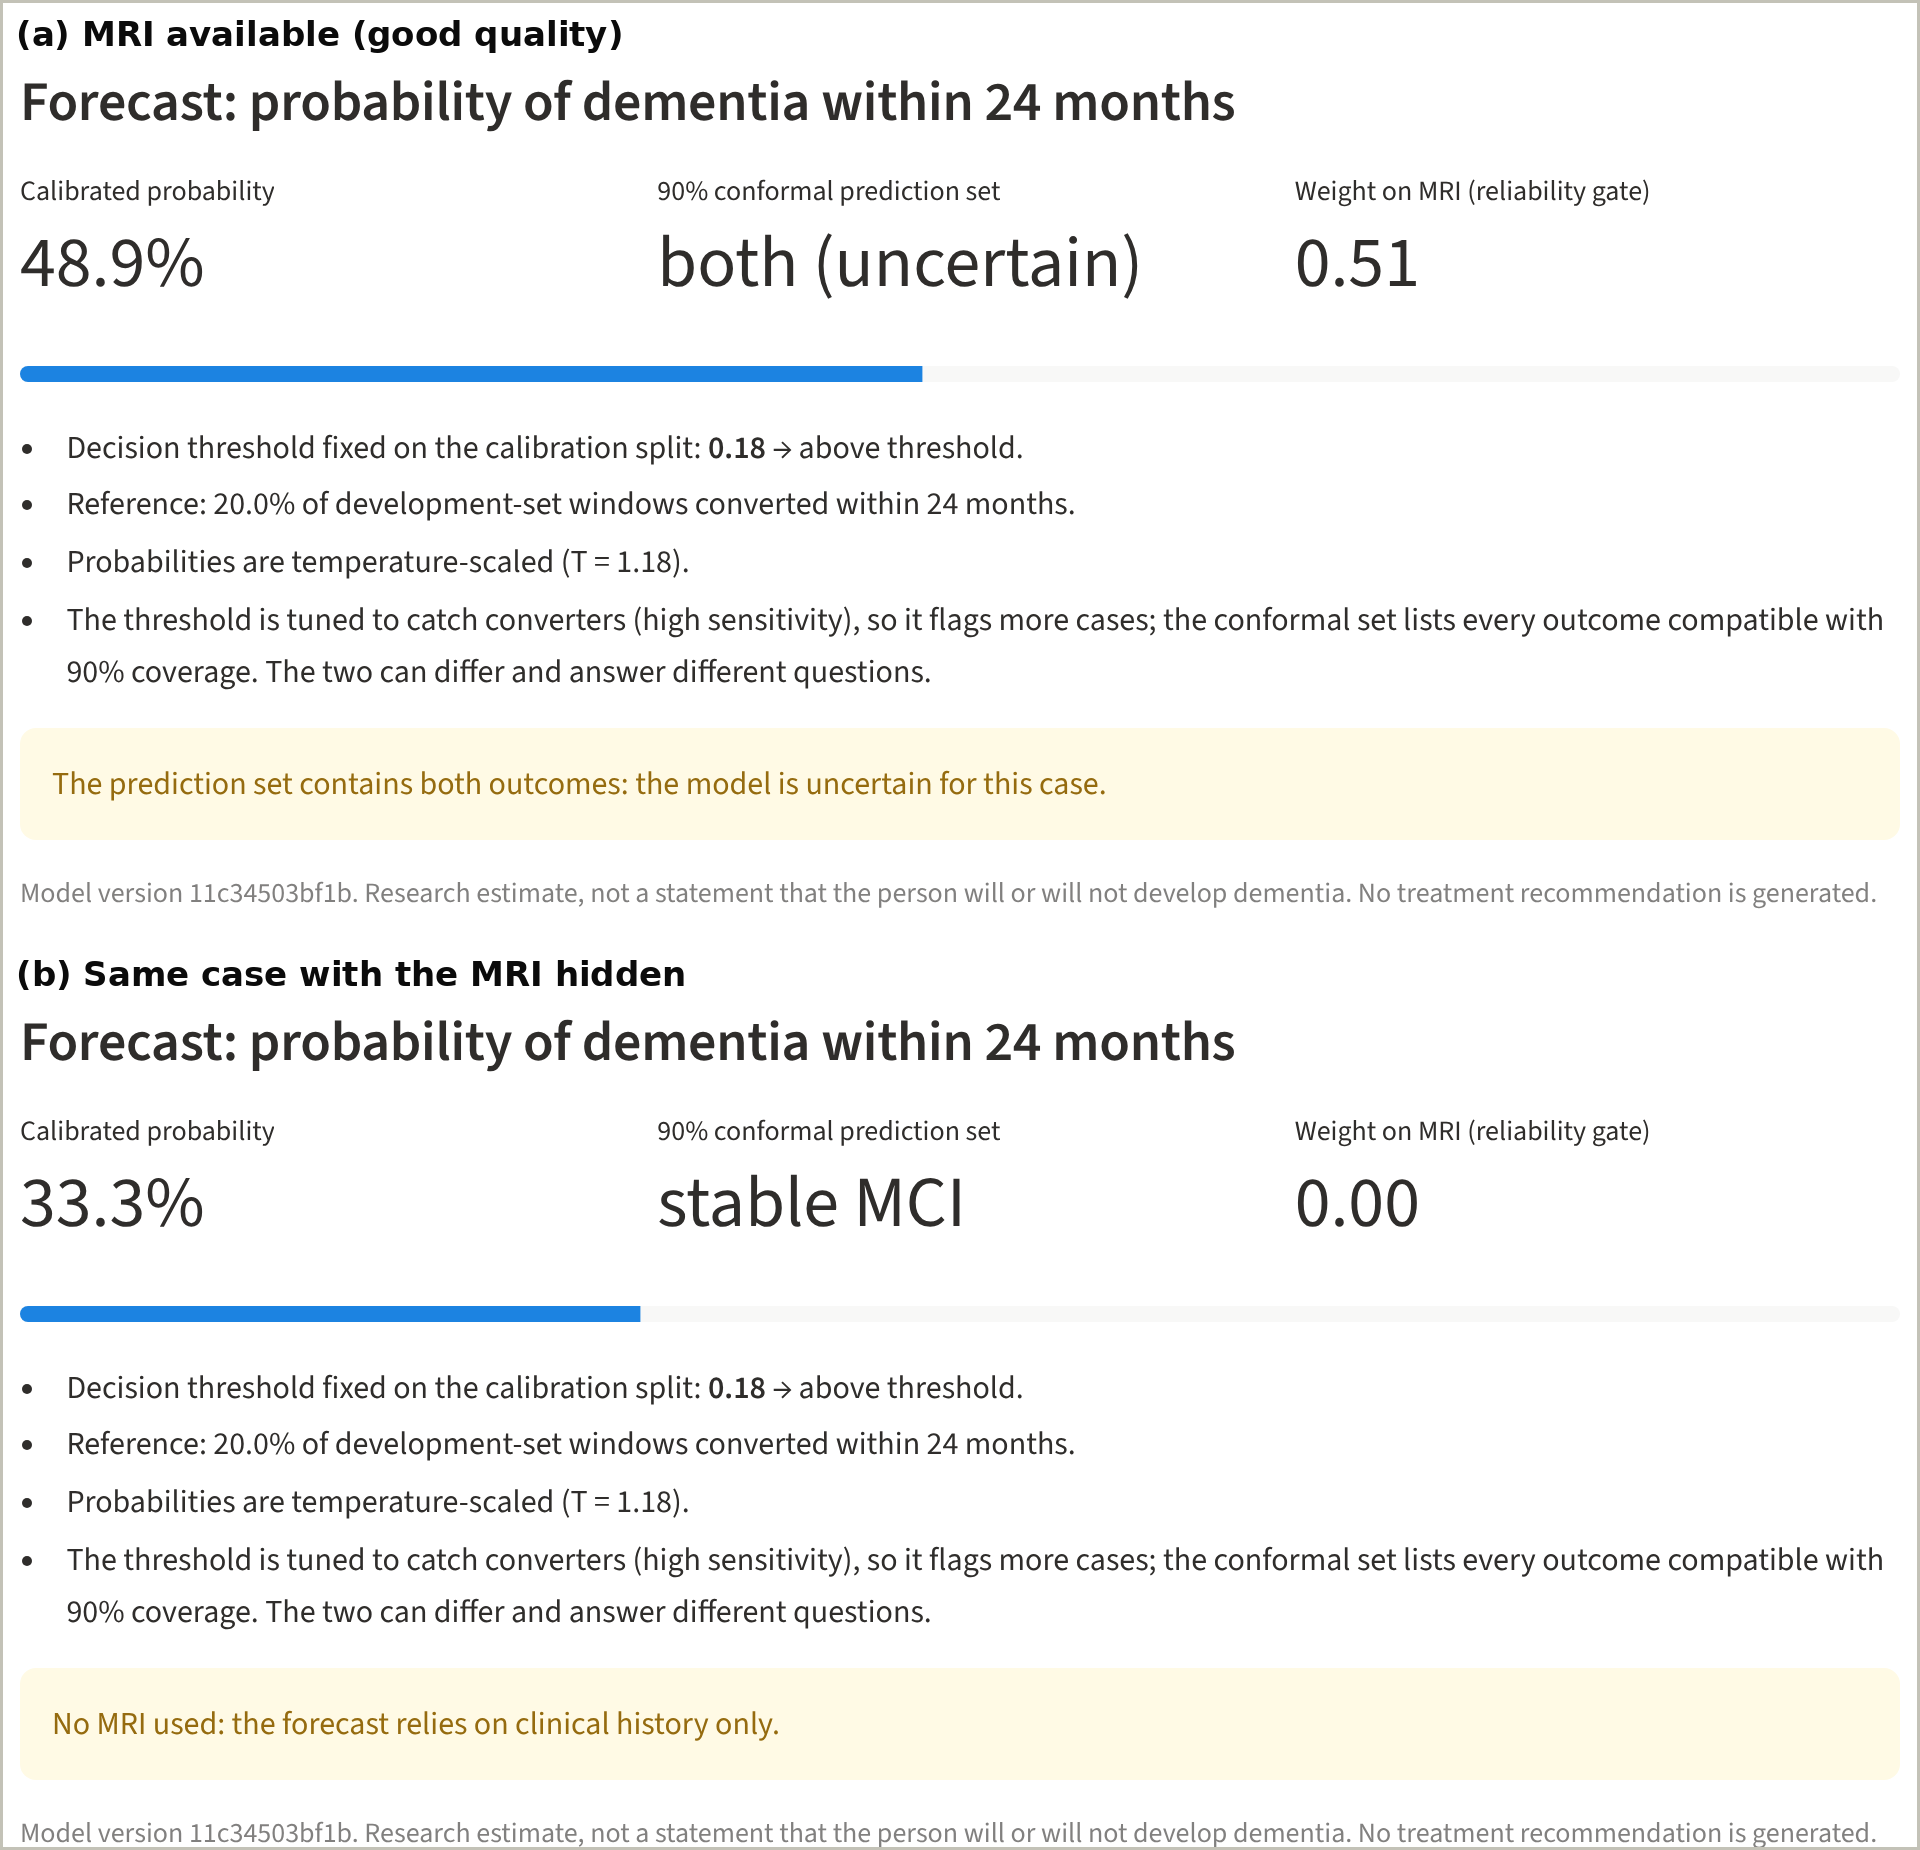 (a) MRI available (good quality)
Forecast: probability of dementia within 24 months
Calibrated probability
90% conformal prediction set
Weight on MRI (reliability gate)
48.9%
both (uncertain)
0.51
• Decision threshold fixed on the calibration split: 0.18 → above threshold.
• Reference: 20.0% of development-set windows converted within 24 months.
• Probabilities are temperature-scaled (T = 1.18).
• The threshold is tuned to catch converters (high sensitivity), so it flags more cases; the conformal set lists every outcome compatible with
90% coverage. The two can differ and answer different questions.
The prediction set contains both outcomes: the model is uncertain for this case.
Model version 11c34503bf1b. Research estimate, not a statement that the person will or will not develop dementia. No treatment recommendation is generated.
(b) Same case with the MRI hidden
Forecast: probability of dementia within 24 months
Calibrated probability
90% conformal prediction set
Weight on MRI (reliability gate)
33.3%
stable MCI
0.00
• Decision threshold fixed on the calibration split: 0.18 → above threshold.
• Reference: 20.0% of development-set windows converted within 24 months.
• Probabilities are temperature-scaled (T = 1.18).
• The threshold is tuned to catch converters (high sensitivity), so it flags more cases; the conformal set lists every outcome compatible with
90% coverage. The two can differ and answer different questions.
No MRI used: the forecast relies on clinical history only.
Model version 11c34503bf1b. Research estimate, not a statement that the person will or will not develop dementia. No treatment recommendation is generated.